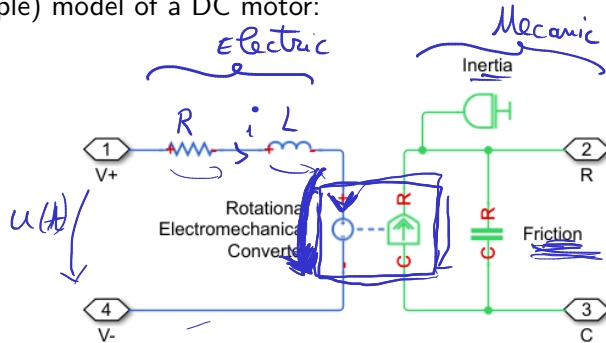 ple) model of a DC motor:
Electric
Mecanic
Inertia
R
i
L
1
V+
2
R
u(t)
Rotational
Electromechanical
Converter
+
-
R
C
R
C
Friction
4
V-
3
C